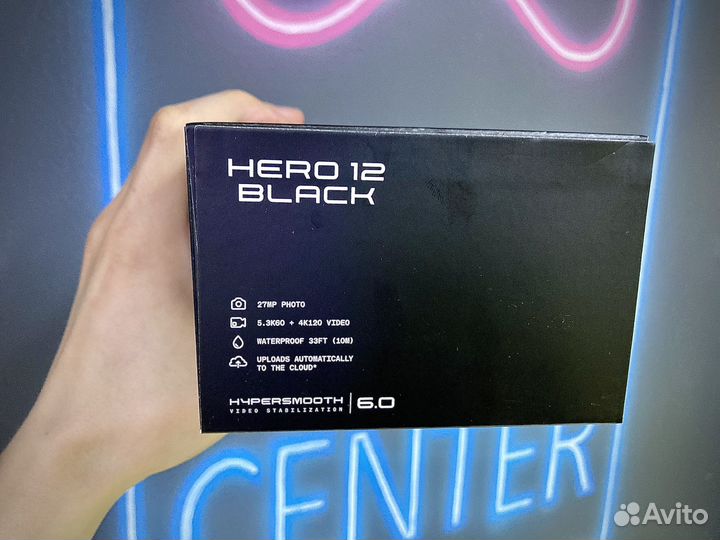 HERO 12
BLACK
27MP PHOTO
5.3K60 + 4K120 VIDEO
WATERPROOF 33FT (10M)
UPLOADS AUTOMATICALLY
TO THE CLOUD*
HYPERSMOOTH
VIDEO STABILIZATION
6.0
CENTER
Avito